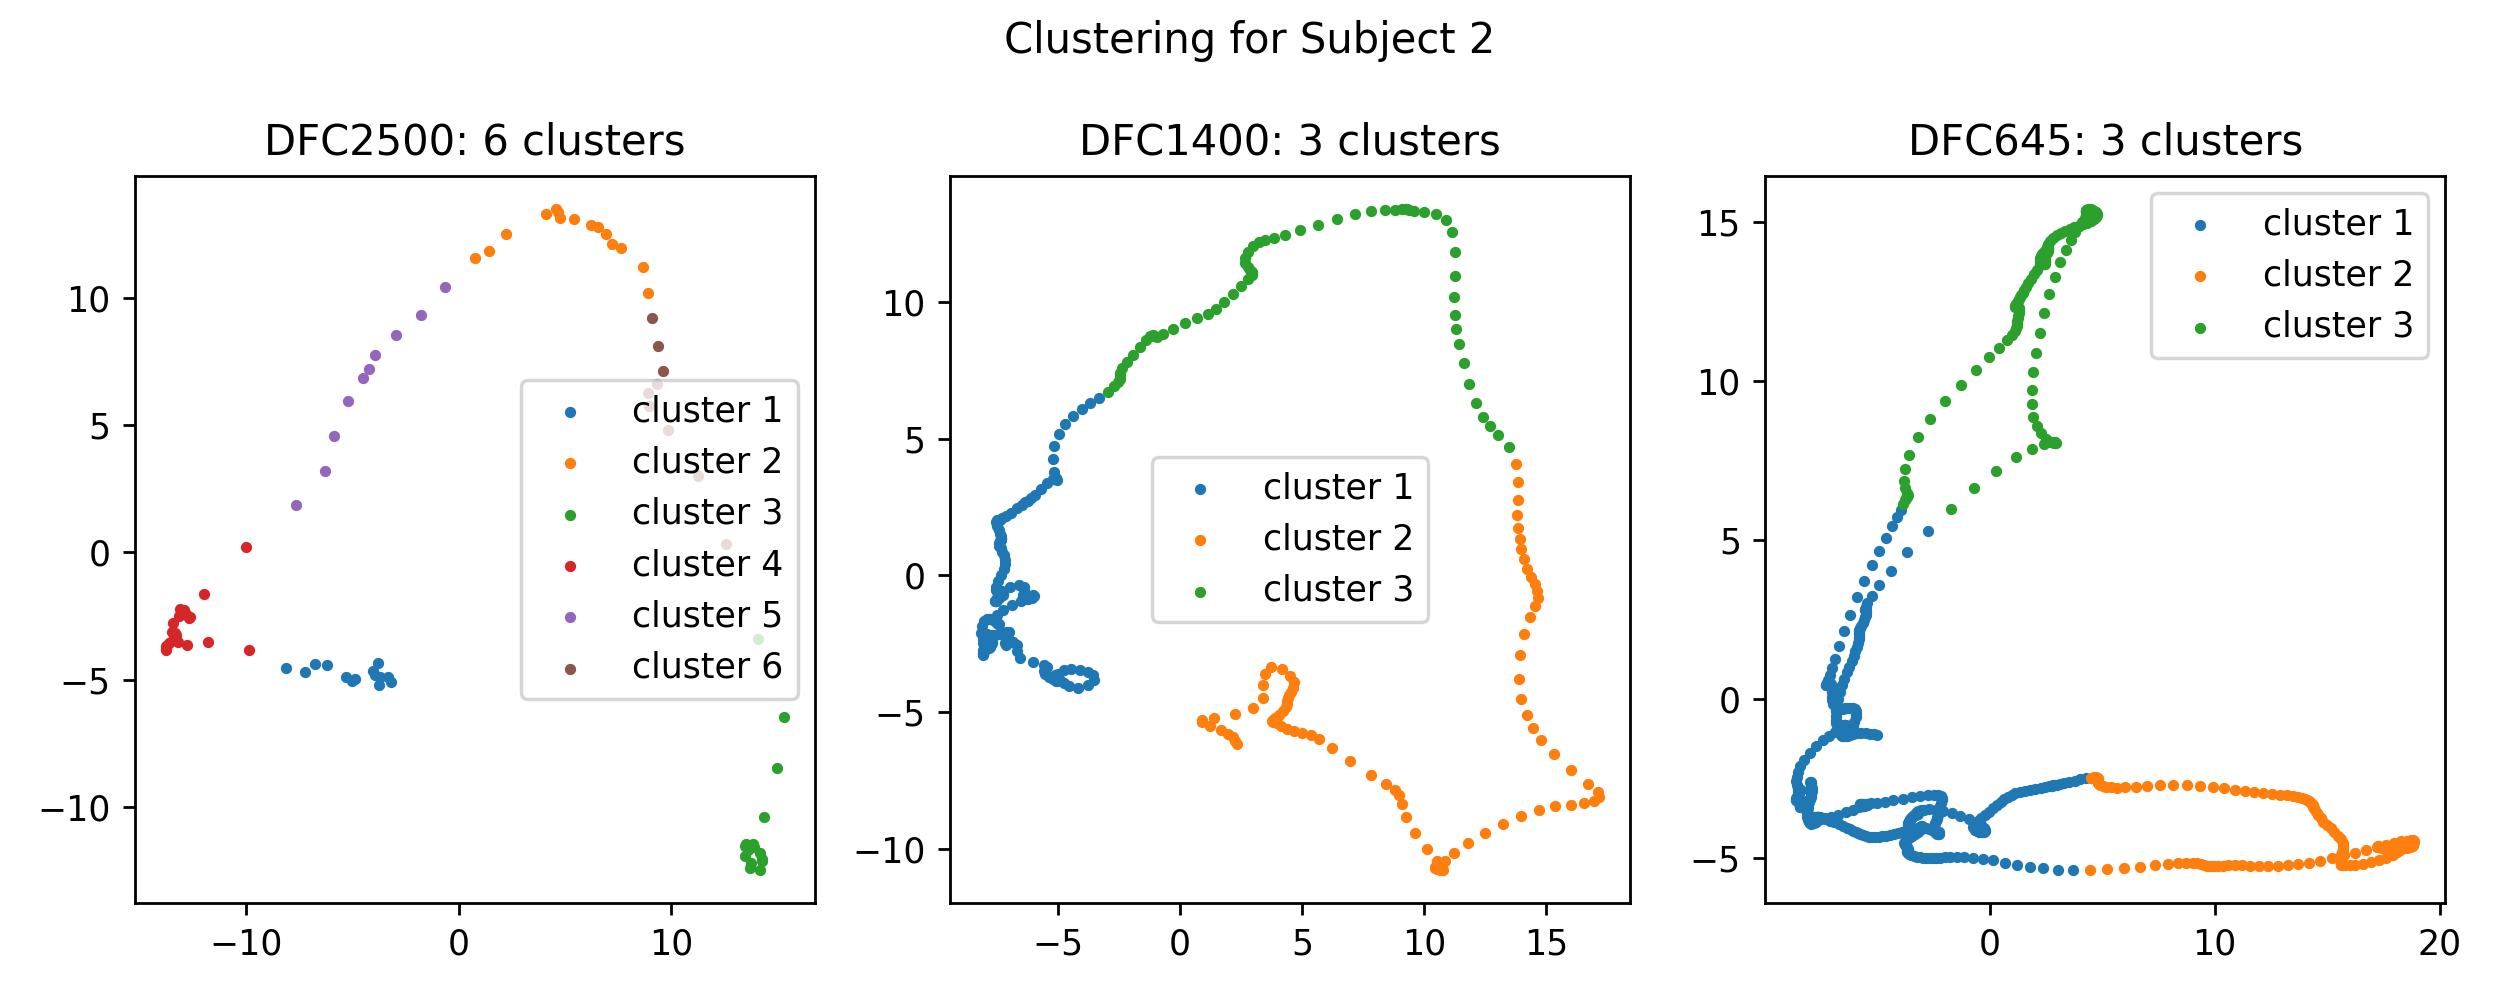 Clustering for Subject 2
DFC2500: 6 clusters
10
5
0
−5
−10
−10
0
10
cluster 1
cluster 2
cluster 3
cluster 4
cluster 5
cluster 6
DFC1400: 3 clusters
10
5
0
−5
−10
−5
0
5
10
15
cluster 1
cluster 2
cluster 3
DFC645: 3 clusters
15
10
5
0
−5
0
10
20
cluster 1
cluster 2
cluster 3